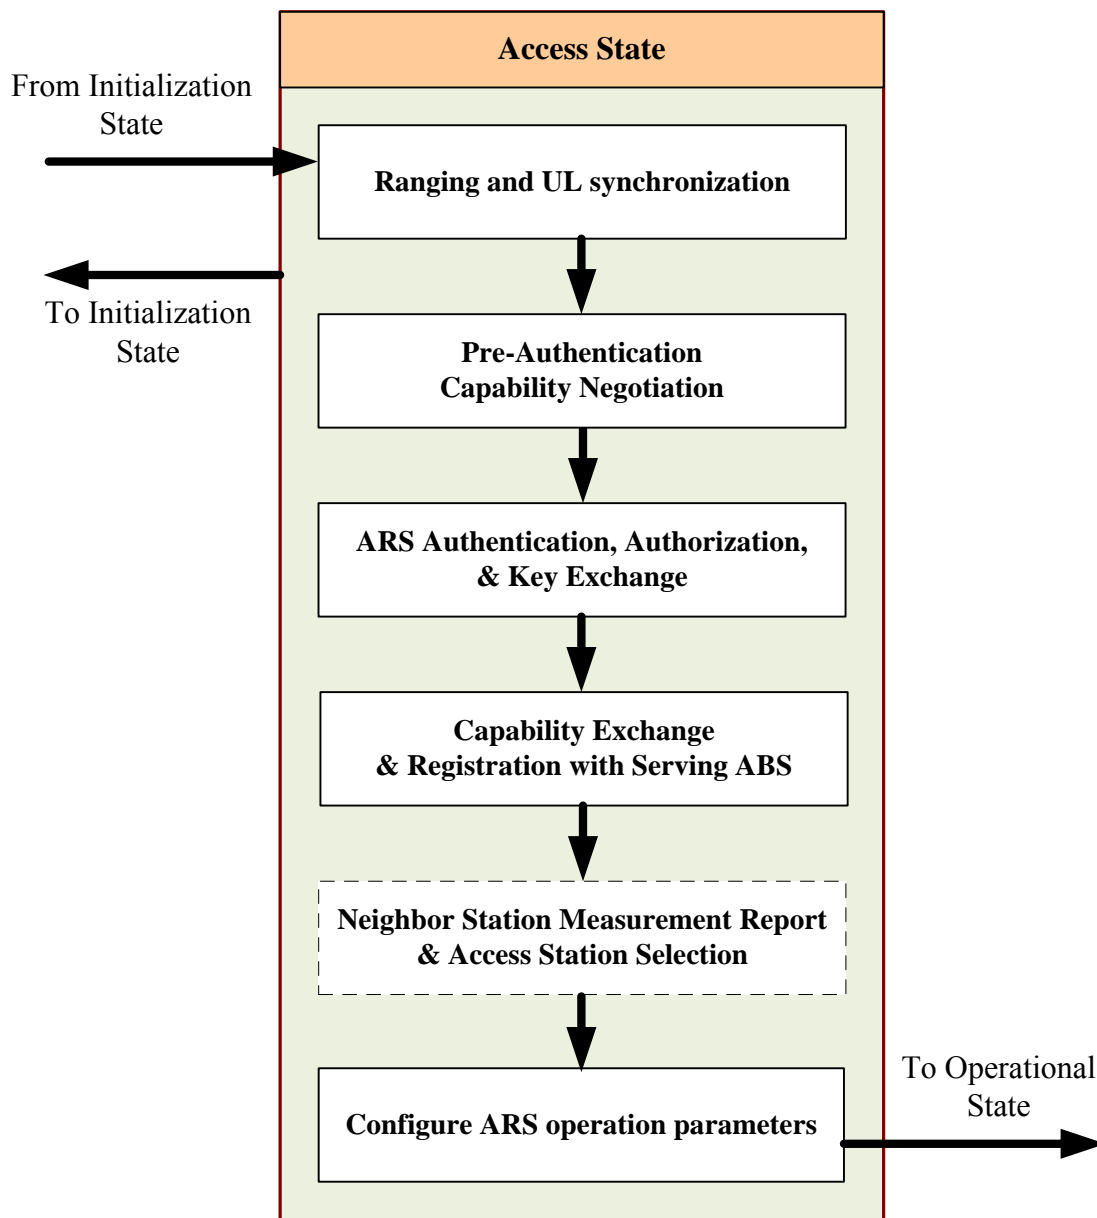 Access State
From Initialization
State
Ranging and UL synchronization
To Initialization
State
Pre-Authentication
Capability Negotiation
ARS Authentication, Authorization,
& Key Exchange
Capability Exchange
& Registration with Serving ABS
Neighbor Station Measurement Report
& Access Station Selection
Configure ARS operation parameters
To Operational
State